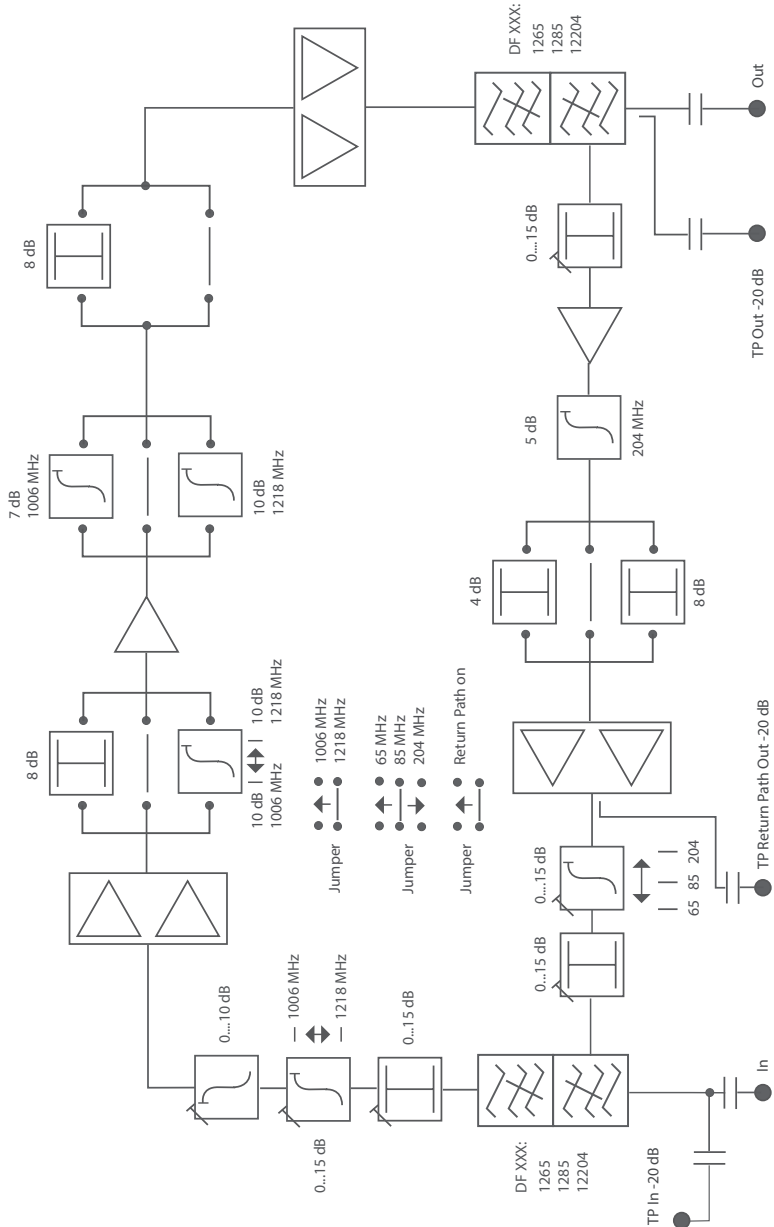 DF XXX:
1265
1285
12204
Out
TP Out -20 dB
0....15 dB
5 dB
204 MHz
4 dB
8 dB
8 dB
7 dB
1006 MHz
10 dB
1218 MHz
8 dB
10 dB
1006 MHz
10 dB
1218 MHz
Jumper
1006 MHz
1218 MHz
Jumper
65 MHz
85 MHz
204 MHz
Jumper
Return Path on
0....10 dB
0...15 dB
1006 MHz
1218 MHz
0...15 dB
DF XXX:
1265
1285
12204
0...15 dB
0....15 dB
65
85
204
TP Return Path Out -20 dB
In
TP In -20 dB